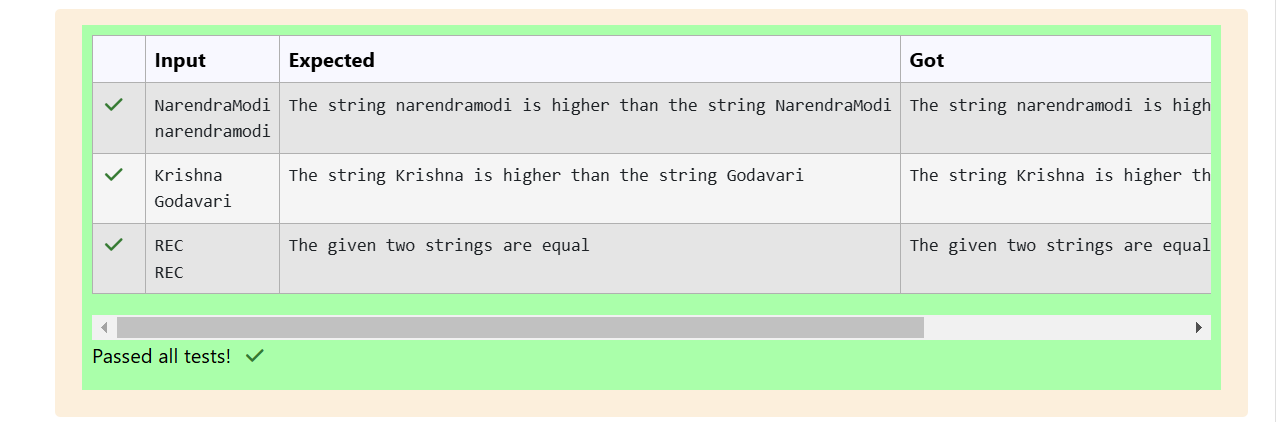 Input Expected Got
NarendraModi The string narendramodi is higher than the string NarendraModi The string narendramodi is high
narendramodi
Krishna The string Krishna is higher than the string Godavari The string Krishna is higher th
Godavari
REC The given two strings are equal The given two strings are equal
REC
Passed all tests!